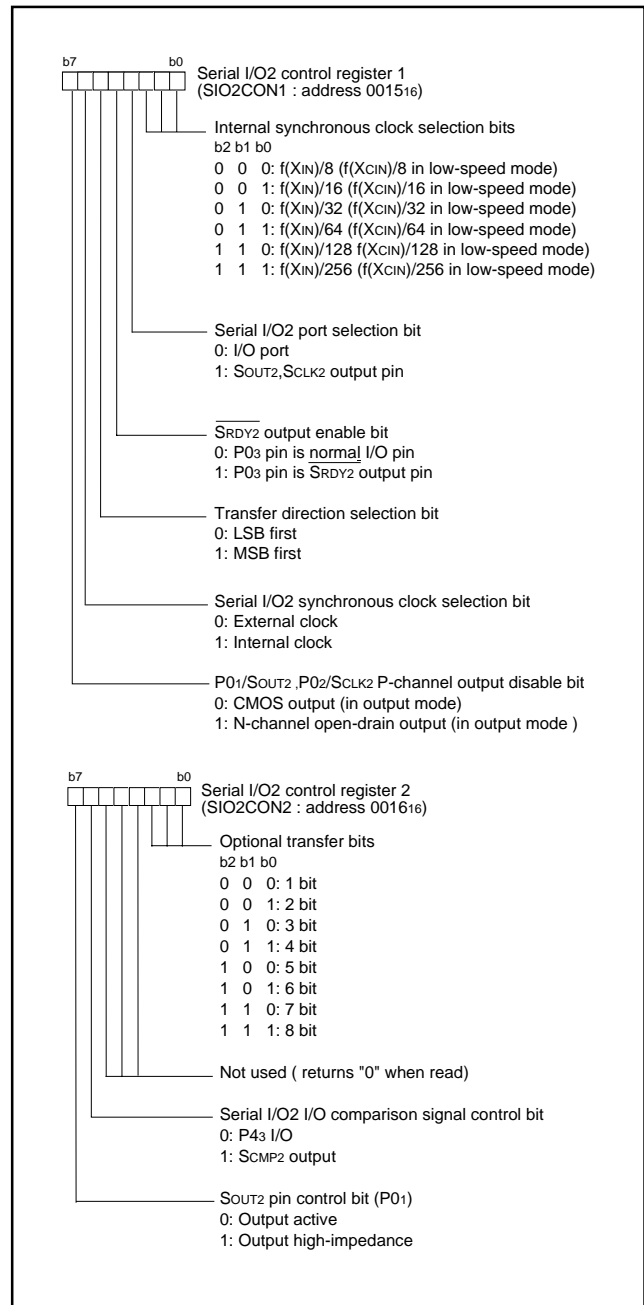 b7 b0
Serial I/O2 control register 1
(SIO2CON1 : address 001516)
Internal synchronous clock selection bits
b2 b1 b0
0 0 0: f(XIN)/8 (f(XCIN)/8 in low-speed mode)
0 0 1: f(XIN)/16 (f(XCIN)/16 in low-speed mode)
0 1 0: f(XIN)/32 (f(XCIN)/32 in low-speed mode)
0 1 1: f(XIN)/64 (f(XCIN)/64 in low-speed mode)
1 1 0: f(XIN)/128 f(XCIN)/128 in low-speed mode)
1 1 1: f(XIN)/256 (f(XCIN)/256 in low-speed mode)
Serial I/O2 port selection bit
0: I/O port
1: SOUT2,SCLK2 output pin
SRDY2 output enable bit
0: P03 pin is normal I/O pin
1: P03 pin is SRDY2 output pin
Transfer direction selection bit
0: LSB first
1: MSB first
Serial I/O2 synchronous clock selection bit
0: External clock
1: Internal clock
P01/SOUT2 ,P02/SCLK2 P-channel output disable bit
0: CMOS output (in output mode)
1: N-channel open-drain output (in output mode )
b7 b0
Serial I/O2 control register 2
(SIO2CON2 : address 001616)
Optional transfer bits
b2 b1 b0
0 0 0: 1 bit
0 0 1: 2 bit
0 1 0: 3 bit
0 1 1: 4 bit
1 0 0: 5 bit
1 0 1: 6 bit
1 1 0: 7 bit
1 1 1: 8 bit
Not used ( returns "0" when read)
Serial I/O2 I/O comparison signal control bit
0: P43 I/O
1: SCMP2 output
SOUT2 pin control bit (P01)
0: Output active
1: Output high-impedance